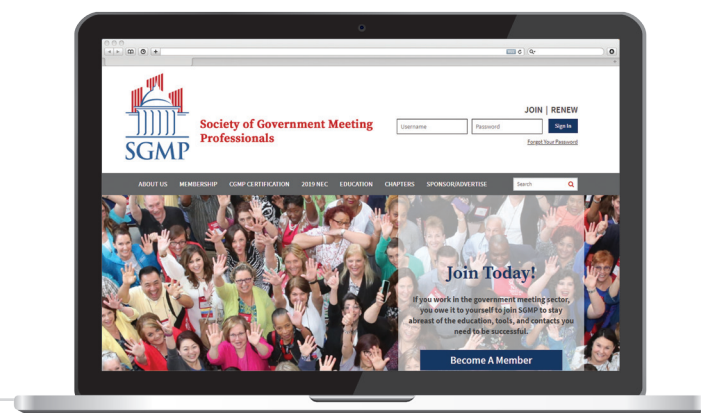 JOIN | RENEW
Society of Government Meeting
Professionals
SGMP
Username
Password
Sign In
Forgot Your Password
ABOUT US MEMBERSHIP CGMP CERTIFICATION 2019 NEC EDUCATION CHAPTERS SPONSOR/ADVERTISE Search
Join Today!
If you work in the government meeting sector,
you owe it to yourself to join SGMP to stay
abreast of the education, tools, and contacts you
need to be successful.
Become A Member